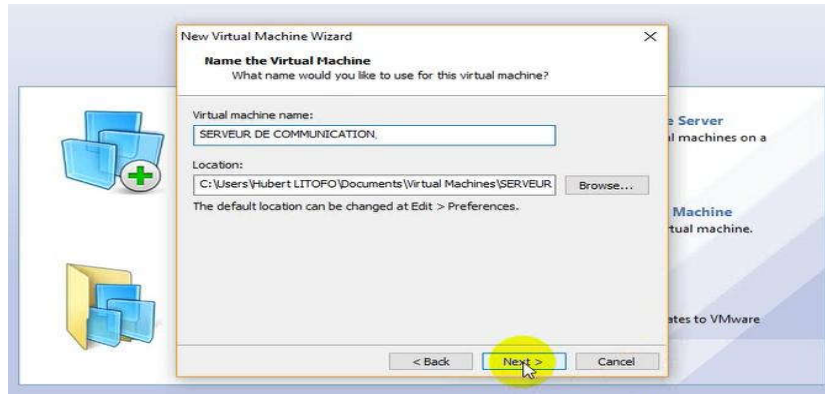 New Virtual Machine Wizard
Name the Virtual Machine
What name would you like to use for this virtual machine?
Virtual machine name:
SERVEUR DE COMMUNICATION
Location:
C:\Users\Hubert LITOFO\Documents\Virtual Machines\SERVEUR
Browse...
The default location can be changed at Edit > Preferences.
< Back
Next >
Cancel
Server
machines on a
Machine
machine.
to VMware